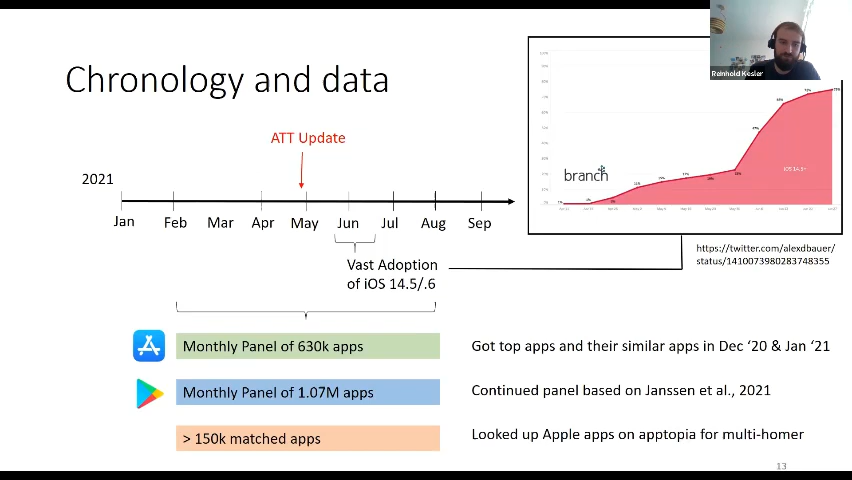 Reinhold Kesler
Chronology and data
ATT Update
2021
Jan Feb Mar Apr May Jun Jul Aug Sep
branch
iOS 14.5+
https://twitter.com/alexdbauer/
status/1410073980283748355
Vast Adoption
of iOS 14.5/.6
Monthly Panel of 630k apps
Got top apps and their similar apps in Dec ‘20 & Jan ‘21
Monthly Panel of 1.07M apps
Continued panel based on Janssen et al., 2021
> 150k matched apps
Looked up Apple apps on apptopia for multi-homer
13